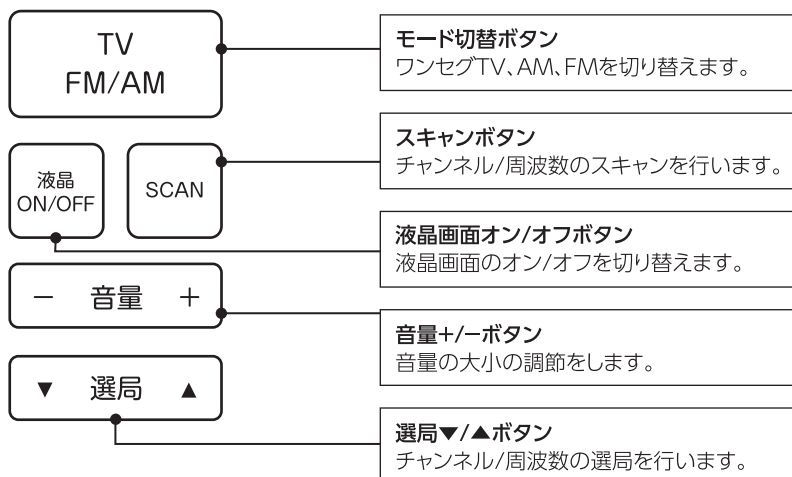 TV
FM/AM
モード切替ボタン
ワンセグTV、AM、FMを切り替えます。
液晶
ON/OFF
SCAN
スキャンボタン
チャンネル/周波数のスキャンを行います。
液晶画面オン/オフボタン
液晶画面のオン/オフを切り替えます。
− 音量 +
音量+/−ボタン
音量の大小の調節をします。
▼ 選局 ▲
選局▼/▲ボタン
チャンネル/周波数の選局を行います。